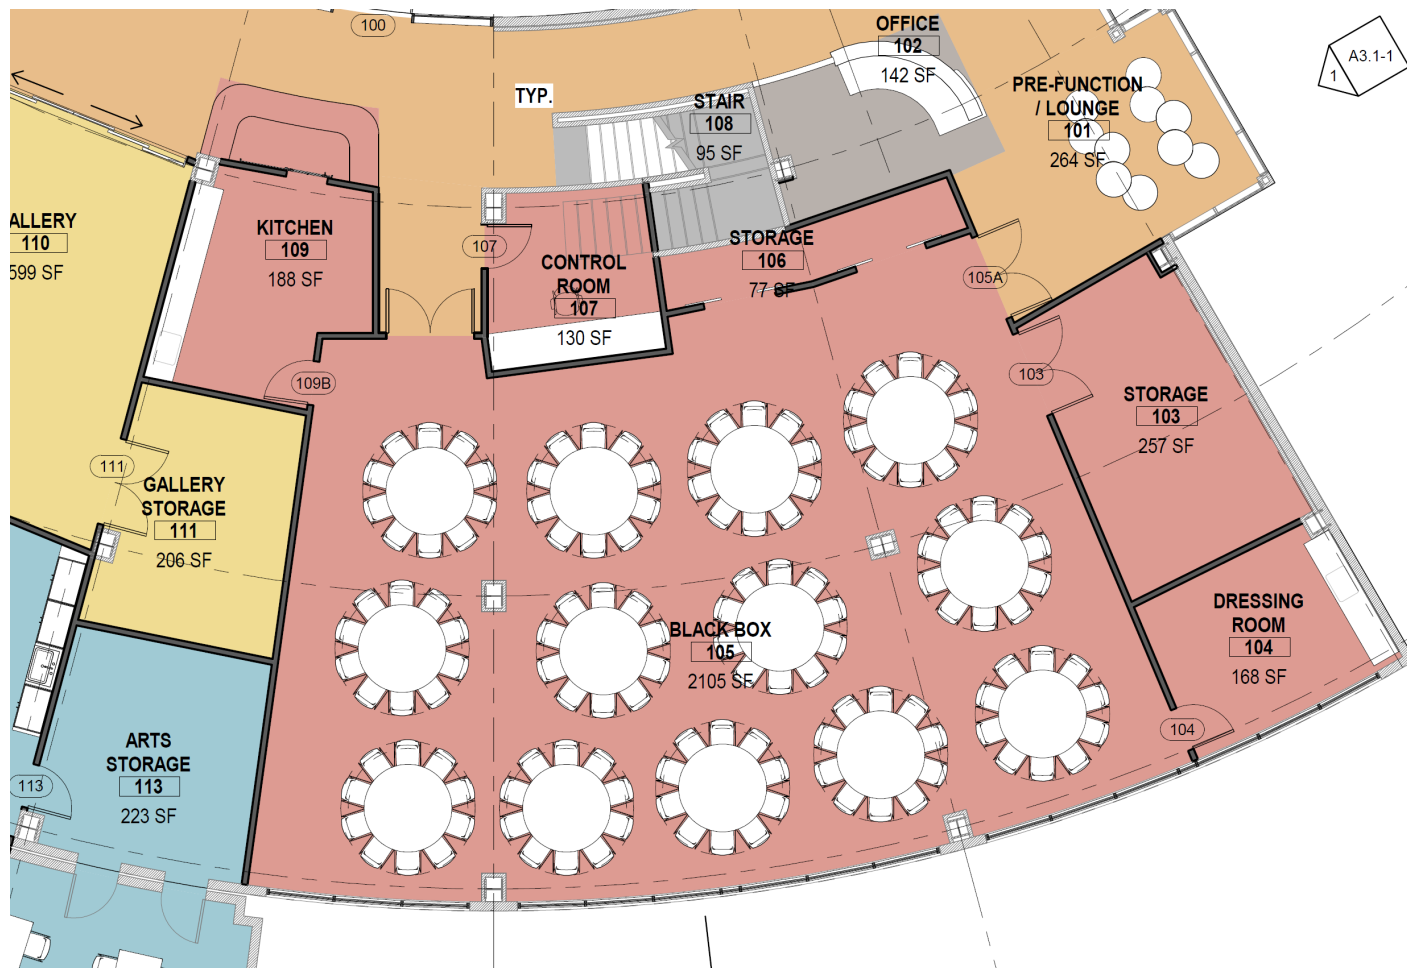 100
OFFICE
102
142 SF
A3.1-1
1
TYP.
STAIR
108
95 SF
PRE-FUNCTION
/ LOUNGE
101
264 SF
ALLERY
110
599 SF
KITCHEN
109
188 SF
107
CONTROL
ROOM
107
130 SF
STORAGE
106
77 SF
105A
109B
103
STORAGE
103
257 SF
111
GALLERY
STORAGE
111
206 SF
BLACK BOX
105
2105 SF
DRESSING
ROOM
104
168 SF
104
ARTS
STORAGE
113
223 SF
113